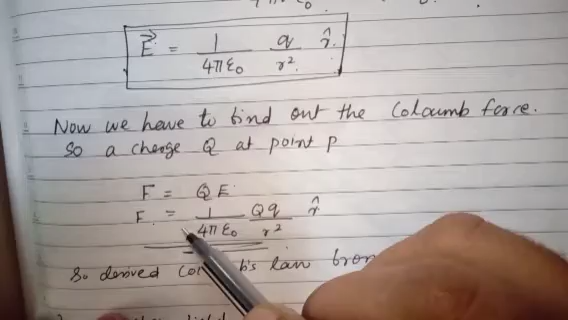 4πε₀
E⃗ = 1/4πε₀ q/r² r̂
Now we have to find out the Coloumb force.
So a charge Q at point P
F = QE
F = 1/4πε₀ Qq/r² r̂
So derived law from